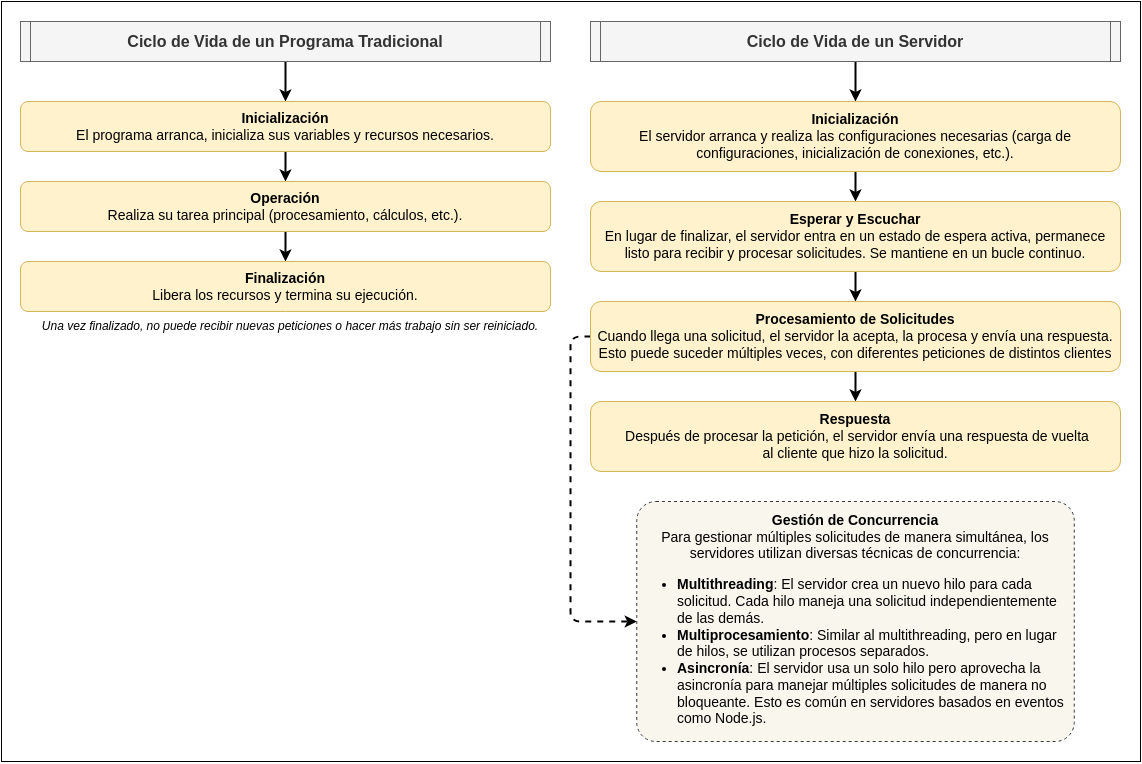 Ciclo de Vida de un Programa Tradicional
Inicialización
El programa arranca, inicializa sus variables y recursos necesarios.
Operación
Realiza su tarea principal (procesamiento, cálculos, etc.).
Finalización
Libera los recursos y termina su ejecución.
Una vez finalizado, no puede recibir nuevas peticiones o hacer más trabajo sin ser reiniciado.
Ciclo de Vida de un Servidor
Inicialización
El servidor arranca y realiza las configuraciones necesarias (carga de
configuraciones, inicialización de conexiones, etc.).
Esperar y Escuchar
En lugar de finalizar, el servidor entra en un estado de espera activa, permanece
listo para recibir y procesar solicitudes. Se mantiene en un bucle continuo.
Procesamiento de Solicitudes
Cuando llega una solicitud, el servidor la acepta, la procesa y envía una respuesta.
Esto puede suceder múltiples veces, con diferentes peticiones de distintos clientes
Respuesta
Después de procesar la petición, el servidor envía una respuesta de vuelta
al cliente que hizo la solicitud.
Gestión de Concurrencia
Para gestionar múltiples solicitudes de manera simultánea, los
servidores utilizan diversas técnicas de concurrencia:
• Multithreading: El servidor crea un nuevo hilo para cada
solicitud. Cada hilo maneja una solicitud independientemente
de las demás.
• Multiprocesamiento: Similar al multithreading, pero en lugar
de hilos, se utilizan procesos separados.
• Asincronía: El servidor usa un solo hilo pero aprovecha la
asincronía para manejar múltiples solicitudes de manera no
bloqueante. Esto es común en servidores basados en eventos
como Node.js.